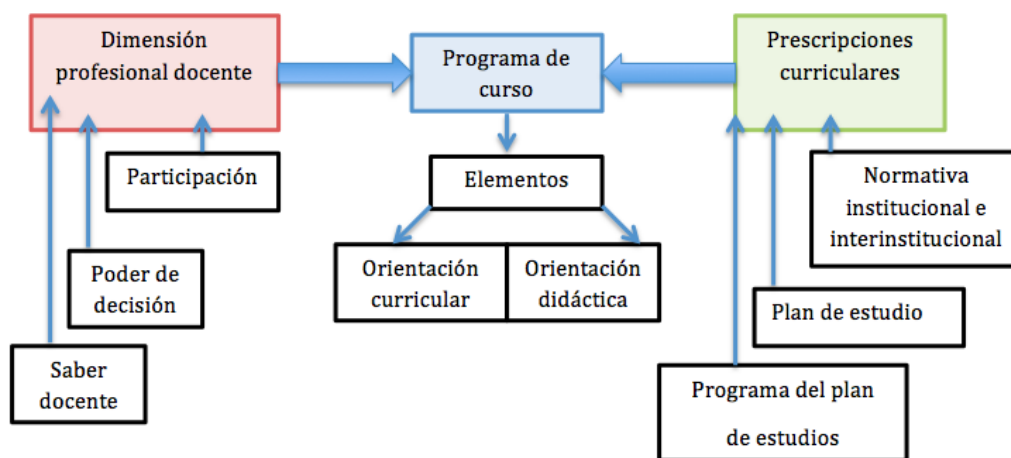 Dimensión
profesional docente
Programa de
curso
Prescripciones
curriculares
Participación
Elementos
Normativa
institucional e
interinstitucional
Poder de
decisión
Orientación
curricular
Orientación
didáctica
Plan de estudio
Saber
docente
Programa del plan
de estudios